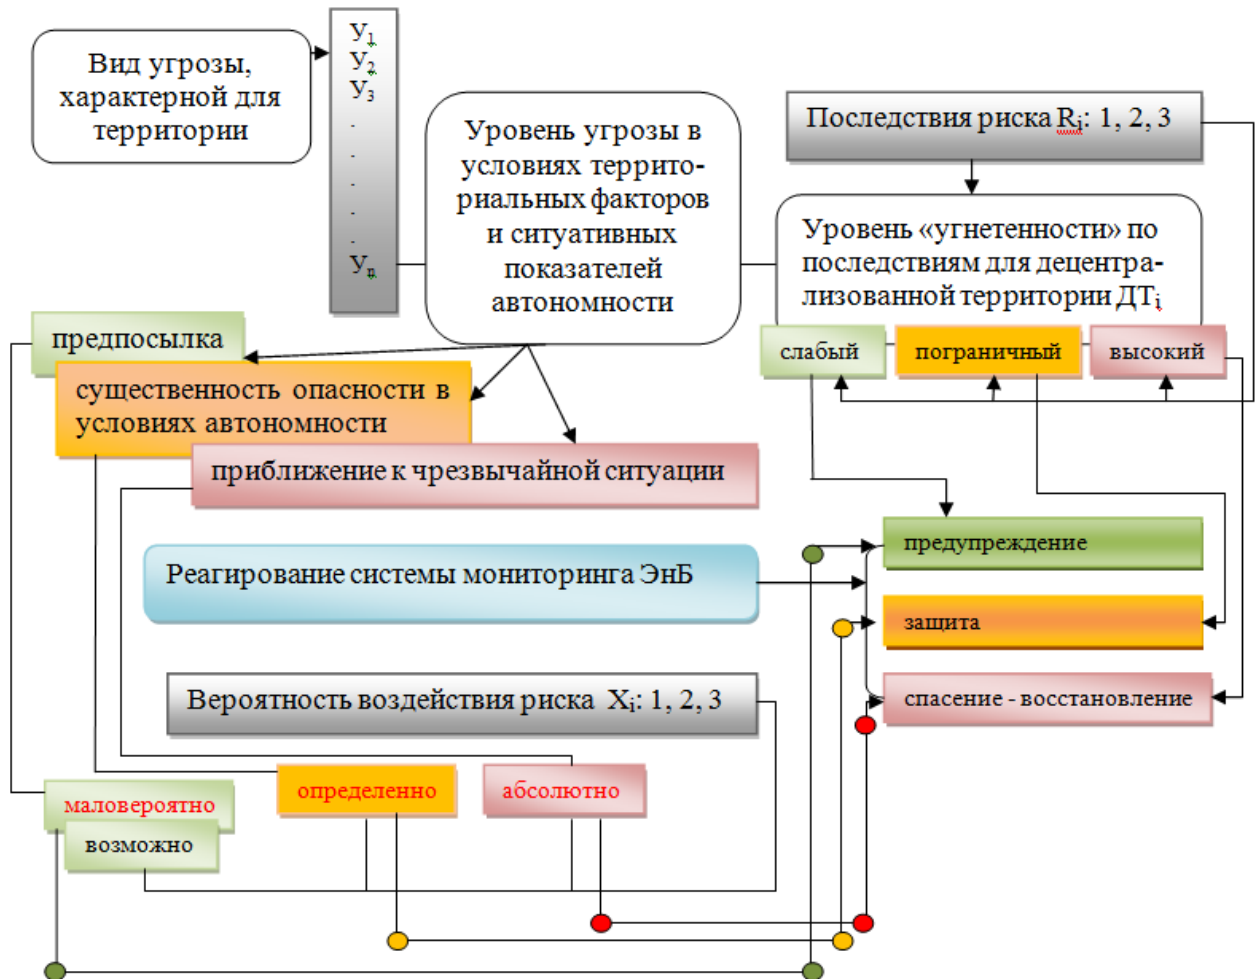 Вид угрозы,
характерной для
территории
У1
У2
У3
.
.
.
.
.
Уn
Уровень угрозы в
условиях террито-
риальных факторов
и ситуативных
показателей
автономности
Последствия риска Ri: 1, 2, 3
Уровень «угнетенности» по
последствиям для децентра-
лизованной территории ДТi
слабый
пограничный
высокий
предпосылка
существенность опасности в
условиях автономности
приближение к чрезвычайной ситуации
Реагирование системы мониторинга ЭнБ
предупреждение
защита
спасение - восстановление
Вероятность воздействия риска Xi: 1, 2, 3
маловероятно
возможно
определенно
абсолютно